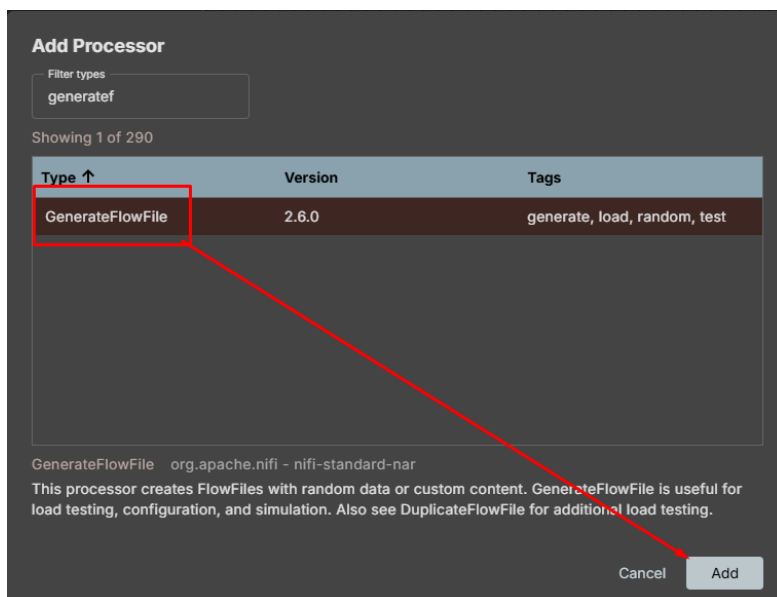 Add Processor
Filter types
generatef
Showing 1 of 290
Type ↑ Version Tags
GenerateFlowFile 2.6.0 generate, load, random, test
GenerateFlowFile org.apache.nifi - nifi-standard-nar
This processor creates FlowFiles with random data or custom content. GenerateFlowFile is useful for
load testing, configuration, and simulation. Also see DuplicateFlowFile for additional load testing.
Cancel Add